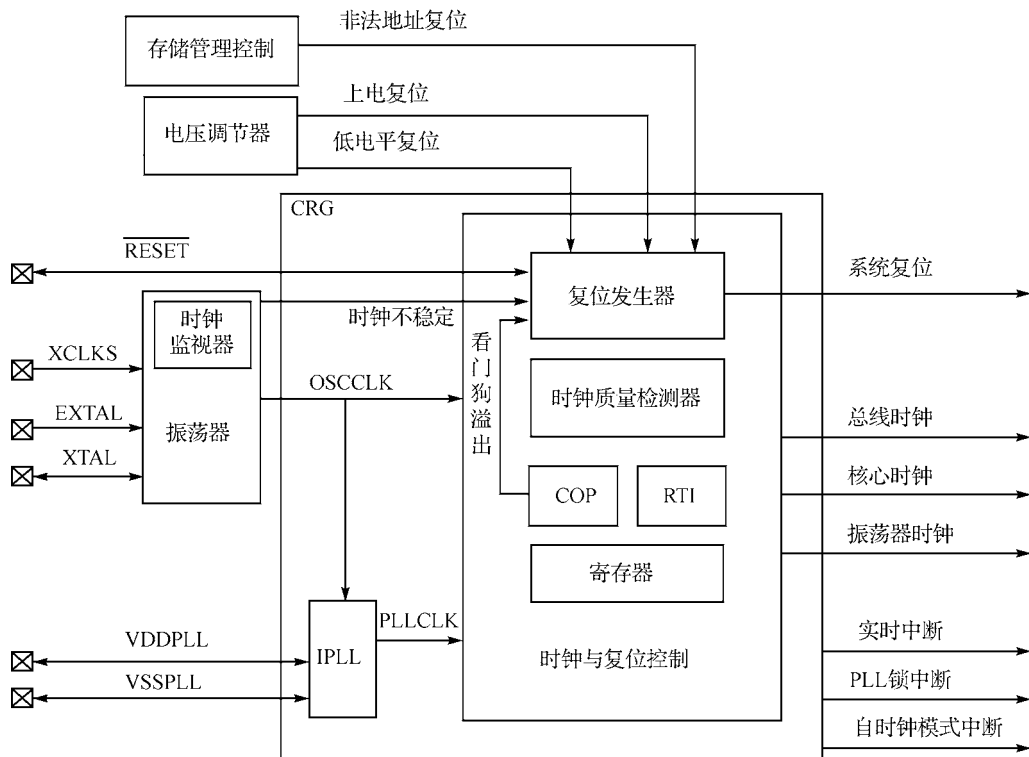 非法地址复位
存储管理控制
上电复位
电压调节器
低电平复位
CRG
RESET
复位发生器
系统复位
时钟不稳定
时钟
监视器
XCLKS
OSCCLK
看门狗溢出
时钟质量检测器
EXTAL
振荡器
总线时钟
XTAL
COP
RTI
核心时钟
振荡器时钟
寄存器
PLLCLK
VDDPLL
IPLL
时钟与复位控制
实时中断
VSSPLL
PLL锁中断
自时钟模式中断